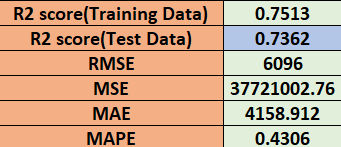 R2 score(Training Data) 0.7513
R2 score(Test Data) 0.7362
RMSE 6096
MSE 37721002.76
MAE 4158.912
MAPE 0.4306